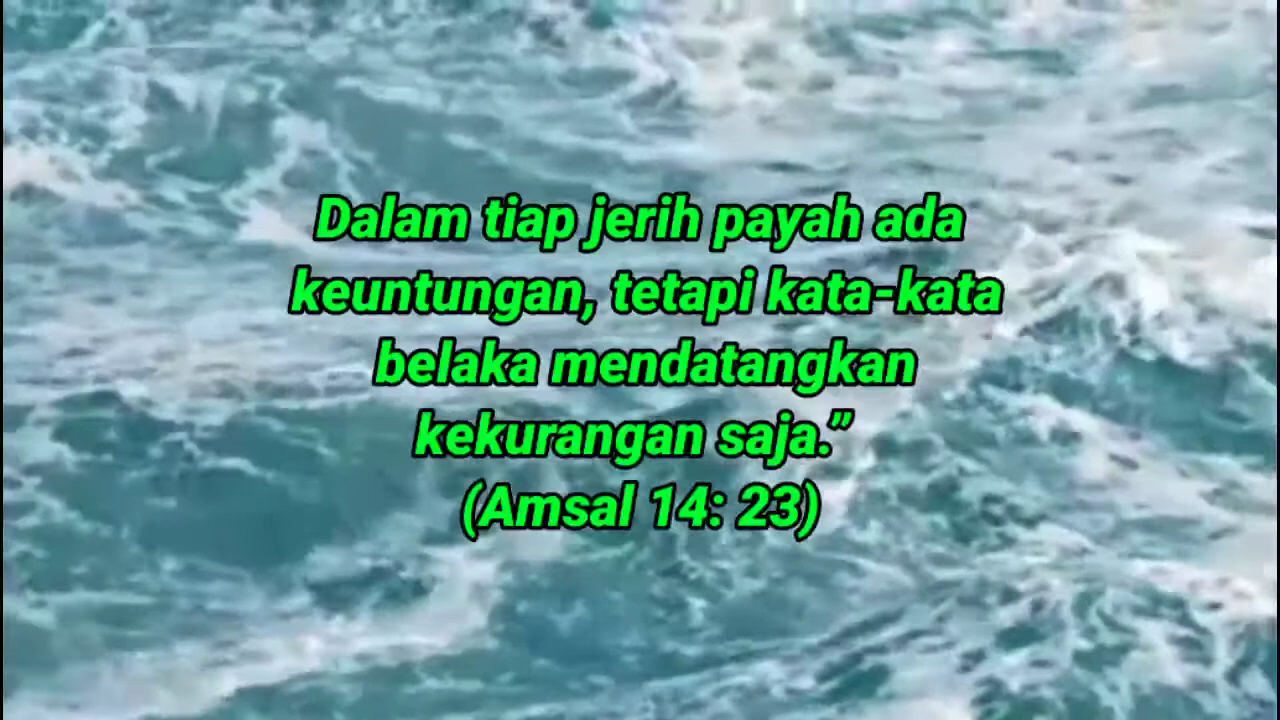 Dalam tiap jerih payah ada
keuntungan, tetapi kata-kata
belaka mendatangkan
kekurangan saja.”
(Amsal 14: 23)